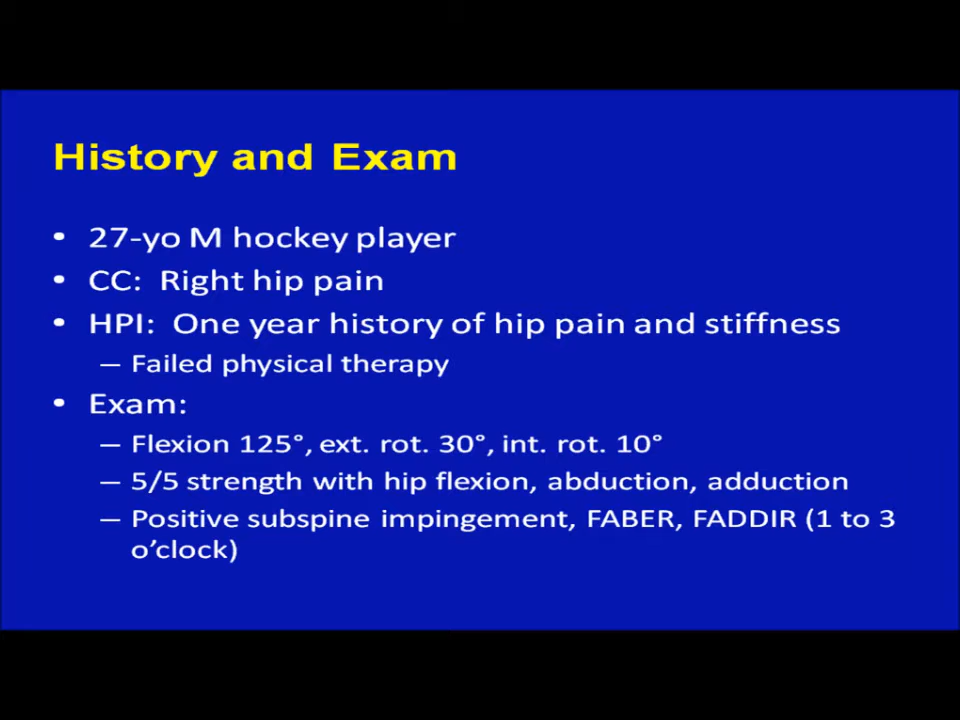 History and Exam
• 27-yo M hockey player
• CC:  Right hip pain
• HPI:  One year history of hip pain and stiffness
– Failed physical therapy
• Exam:
– Flexion 125°, ext. rot. 30°, int. rot. 10°
– 5/5 strength with hip flexion, abduction, adduction
– Positive subspine impingement, FABER, FADDIR (1 to 3
o’clock)